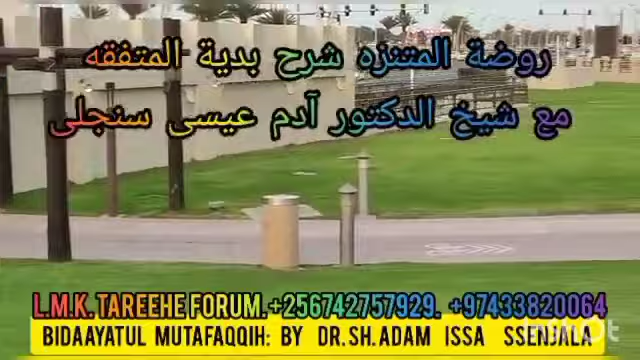 روضة المتنزه شرح بدية المتفقه
مع شيخ الدكتور آدم عيسى سنجلى
L.M.K. TAREEHE FORUM. +256742757929. +97433820064
BIDAAYATUL MUTAFAQQIH: BY DR.SH.ADAM ISSA SSENJALA